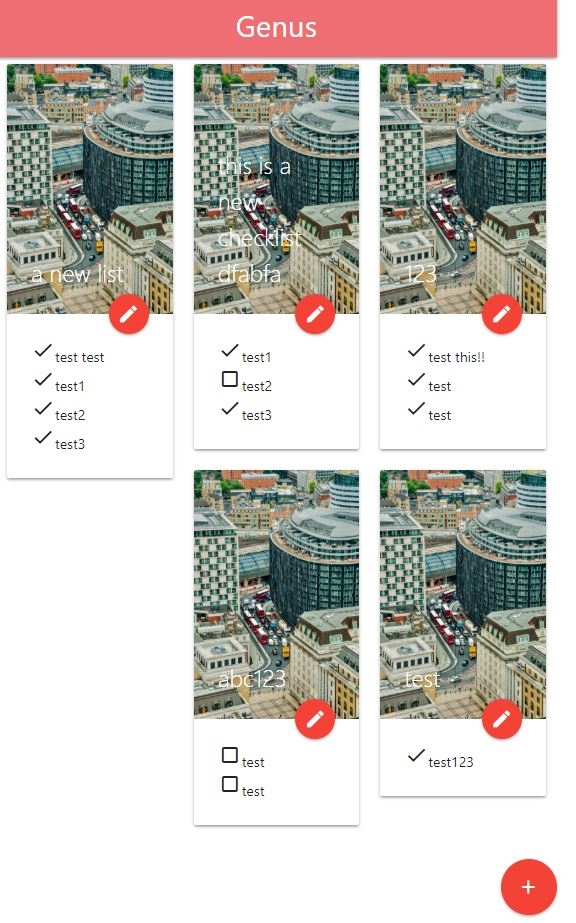 Genus
a new list
test test
test1
test2
test3
this is a
new
checklist
dfabfa
test1
test2
test3
123
test this!!
test
test
abc123
test
test
test
test123